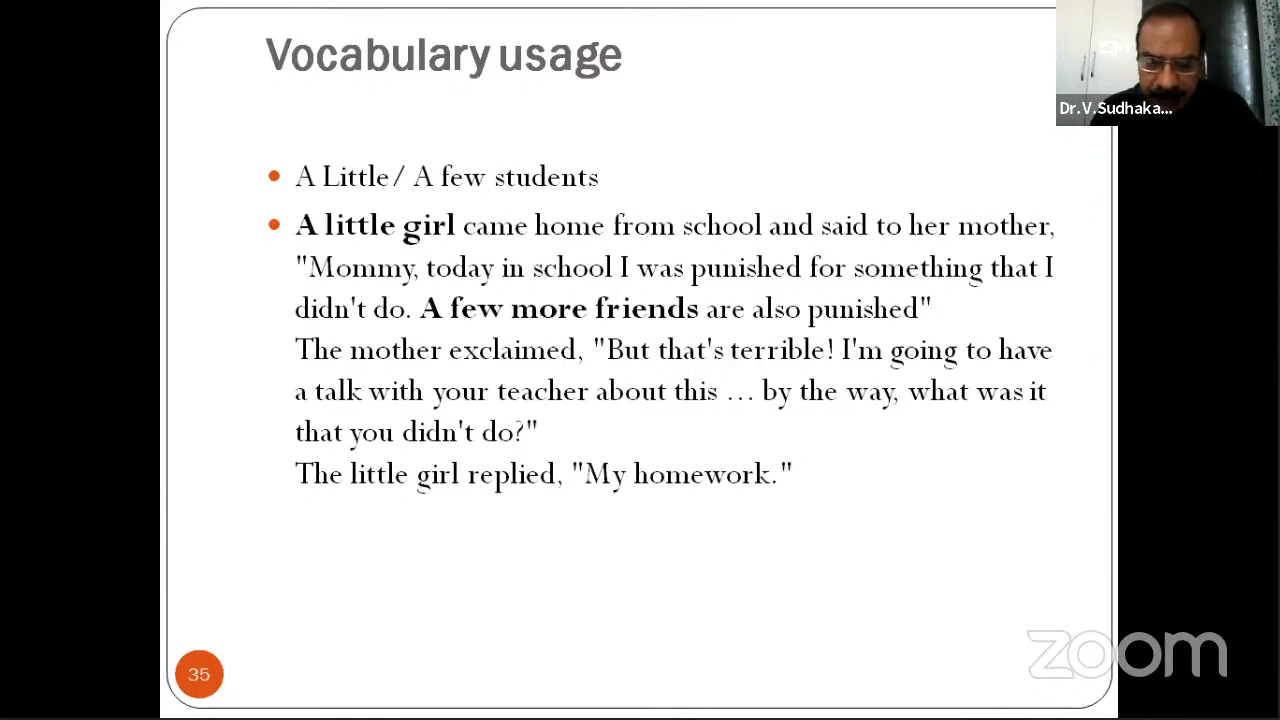 Vocabulary usage
Dr.V.Sudhaka...
A Little/ A few students
A little girl came home from school and said to her mother,
"Mommy, today in school I was punished for something that I
didn't do. A few more friends are also punished"
The mother exclaimed, "But that's terrible! I'm going to have
a talk with your teacher about this … by the way, what was it
that you didn't do?"
The little girl replied, "My homework."
35
zoom